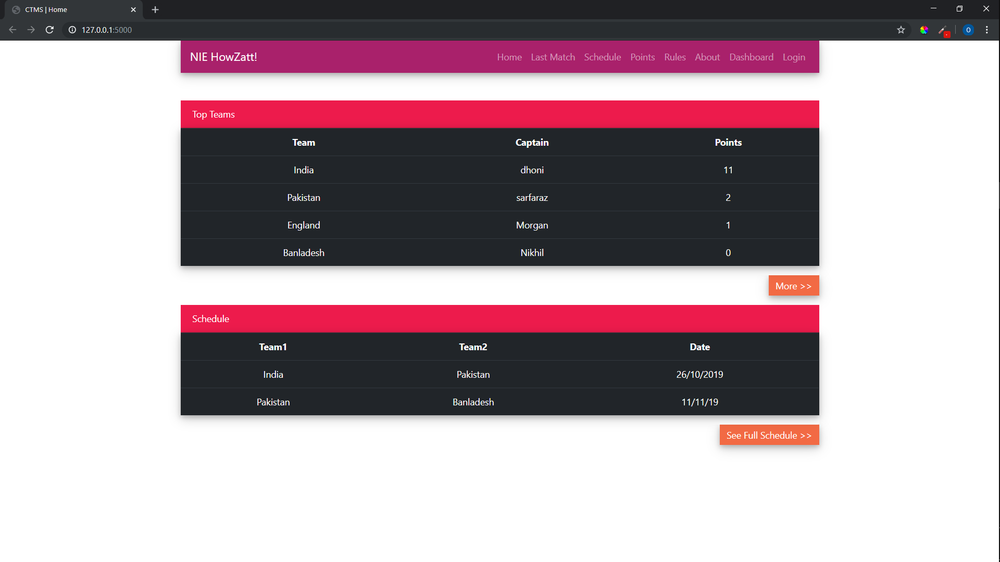 CTMS | Home
127.0.0.1:5000
O
NIE HowZatt! Home Last Match Schedule Points Rules About Dashboard Login
Top Teams
Team Captain Points
India dhoni 11
Pakistan sarfaraz 2
England Morgan 1
Banladesh Nikhil 0
More >>
Schedule
Team1 Team2 Date
India Pakistan 26/10/2019
Pakistan Banladesh 11/11/19
See Full Schedule >>